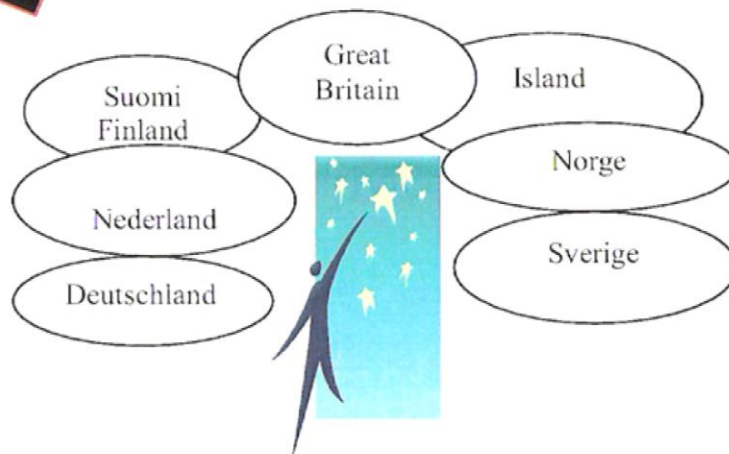 Great
Britain
Suomi
Finland
Island
Norge
Nederland
Sverige
Deutschland